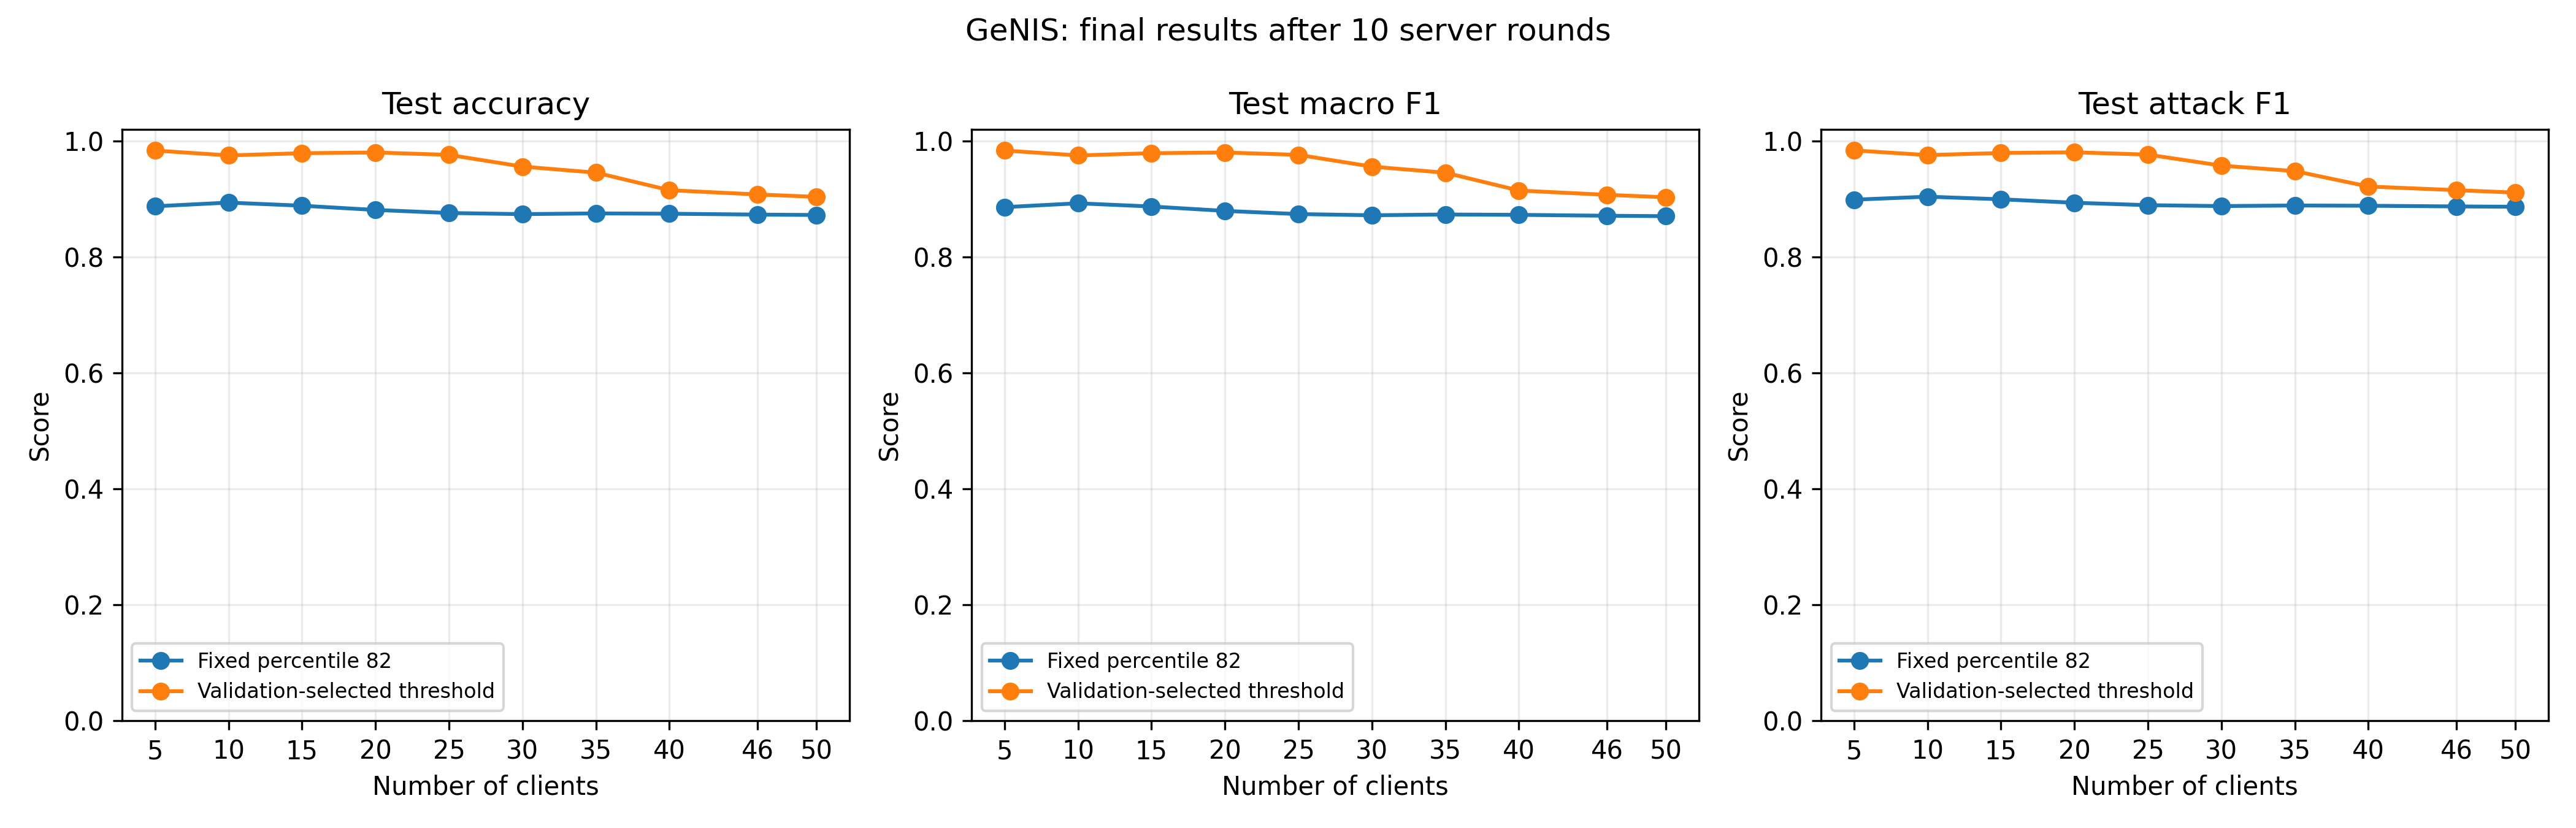 GeNIS: final results after 10 server rounds
Test accuracy
1.0
0.8
0.6
0.4
0.2
0.0
Score
Fixed percentile 82
Validation-selected threshold
5 10 15 20 25 30 35 40 46 50
Number of clients
Test macro F1
1.0
0.8
0.6
0.4
0.2
0.0
Score
Fixed percentile 82
Validation-selected threshold
5 10 15 20 25 30 35 40 46 50
Number of clients
Test attack F1
1.0
0.8
0.6
0.4
0.2
0.0
Score
Fixed percentile 82
Validation-selected threshold
5 10 15 20 25 30 35 40 46 50
Number of clients